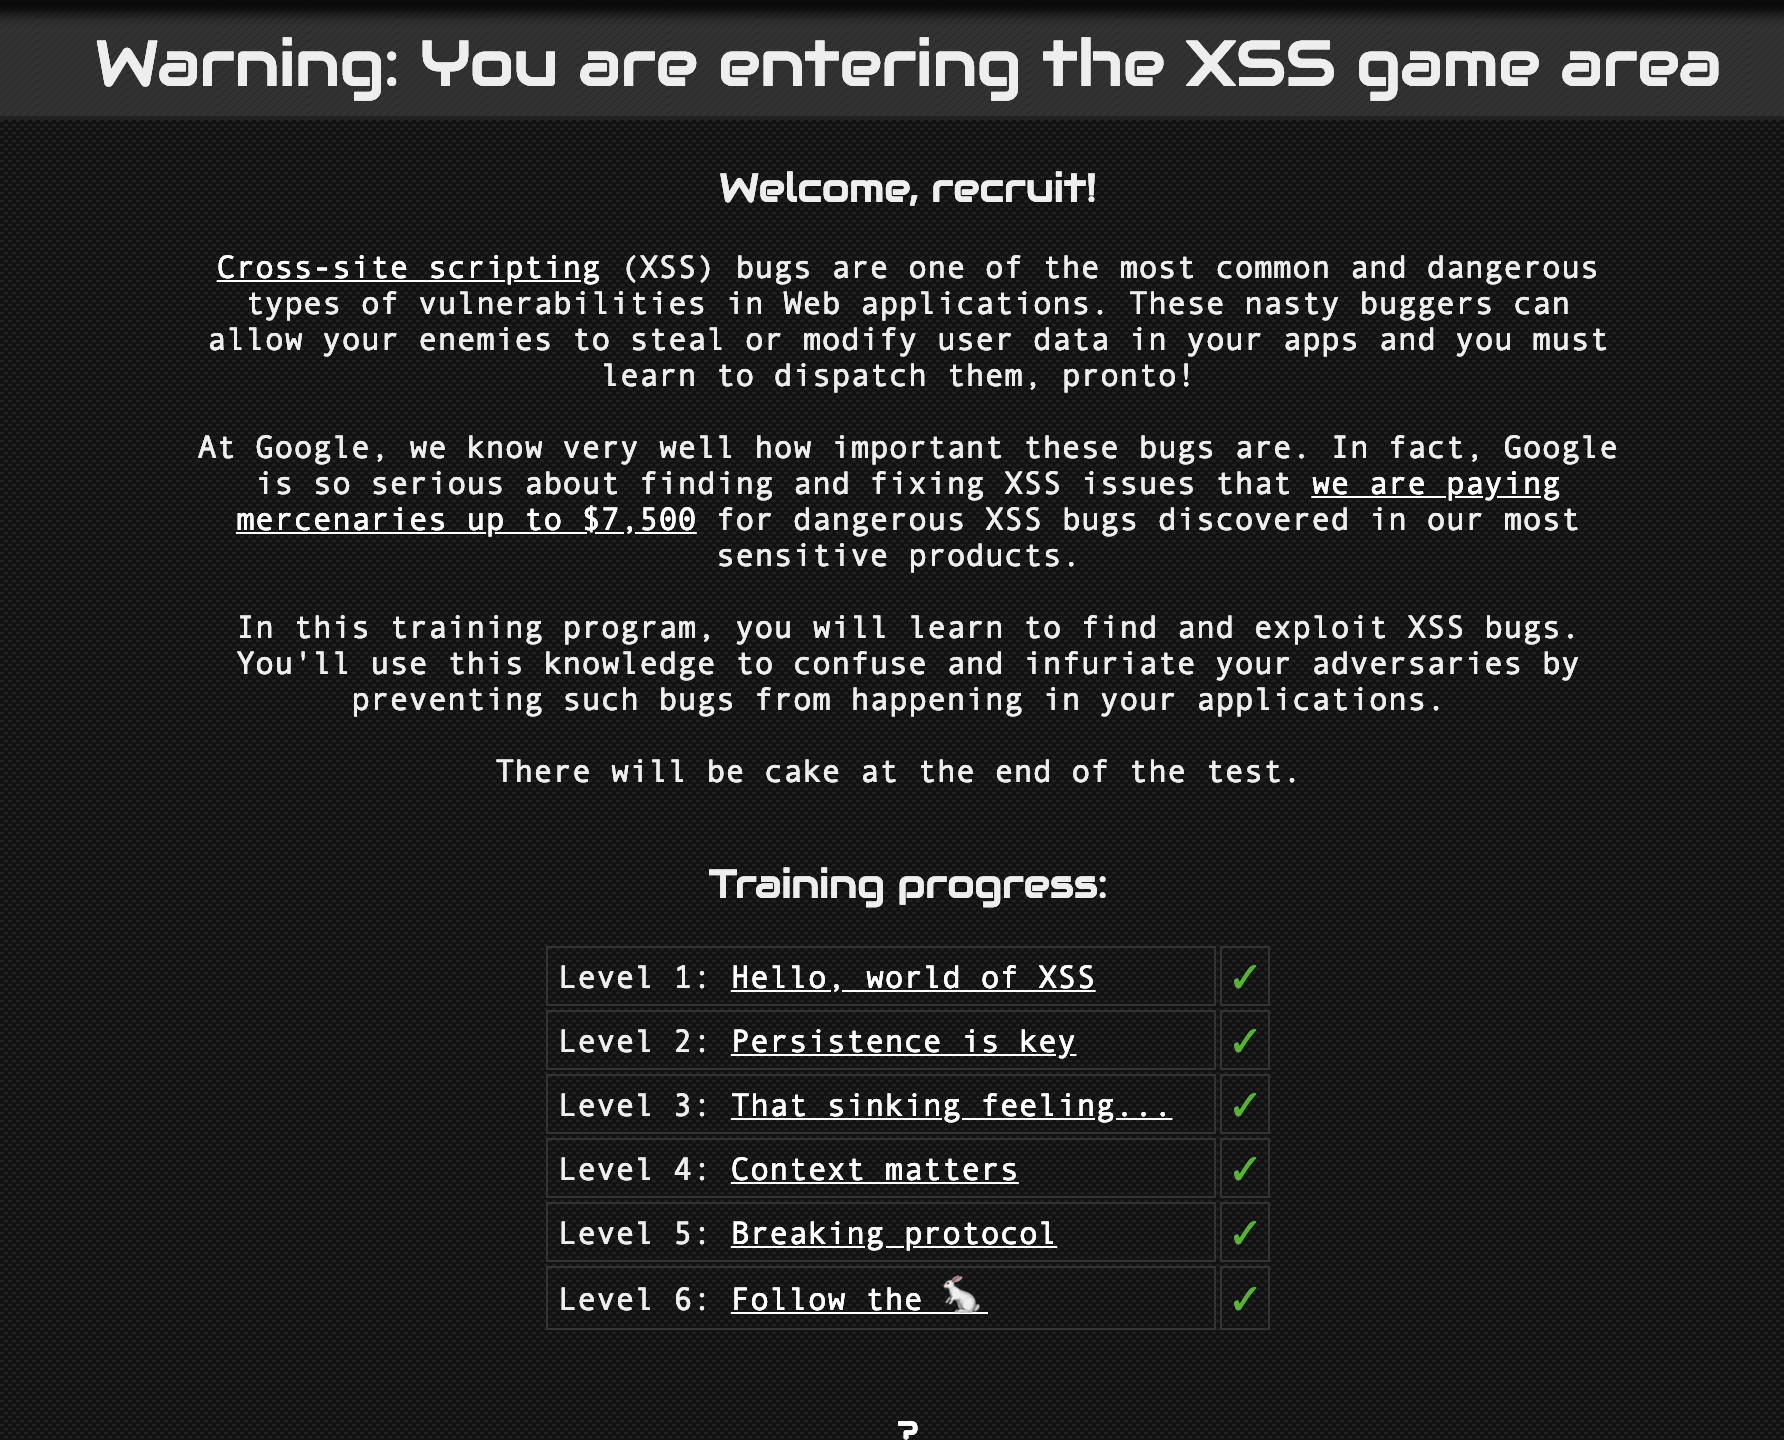 Warning: You are entering the XSS game area
Welcome, recruit!
Cross-site scripting (XSS) bugs are one of the most common and dangerous
types of vulnerabilities in Web applications. These nasty buggers can
allow your enemies to steal or modify user data in your apps and you must
learn to dispatch them, pronto!
At Google, we know very well how important these bugs are. In fact, Google
is so serious about finding and fixing XSS issues that we are paying
mercenaries up to $7,500 for dangerous XSS bugs discovered in our most
sensitive products.
In this training program, you will learn to find and exploit XSS bugs.
You'll use this knowledge to confuse and infuriate your adversaries by
preventing such bugs from happening in your applications.
There will be cake at the end of the test.
Training progress:
Level 1: Hello, world of XSS ✓
Level 2: Persistence is key ✓
Level 3: That sinking feeling... ✓
Level 4: Context matters ✓
Level 5: Breaking protocol ✓
Level 6: Follow the 🐇 ✓
?